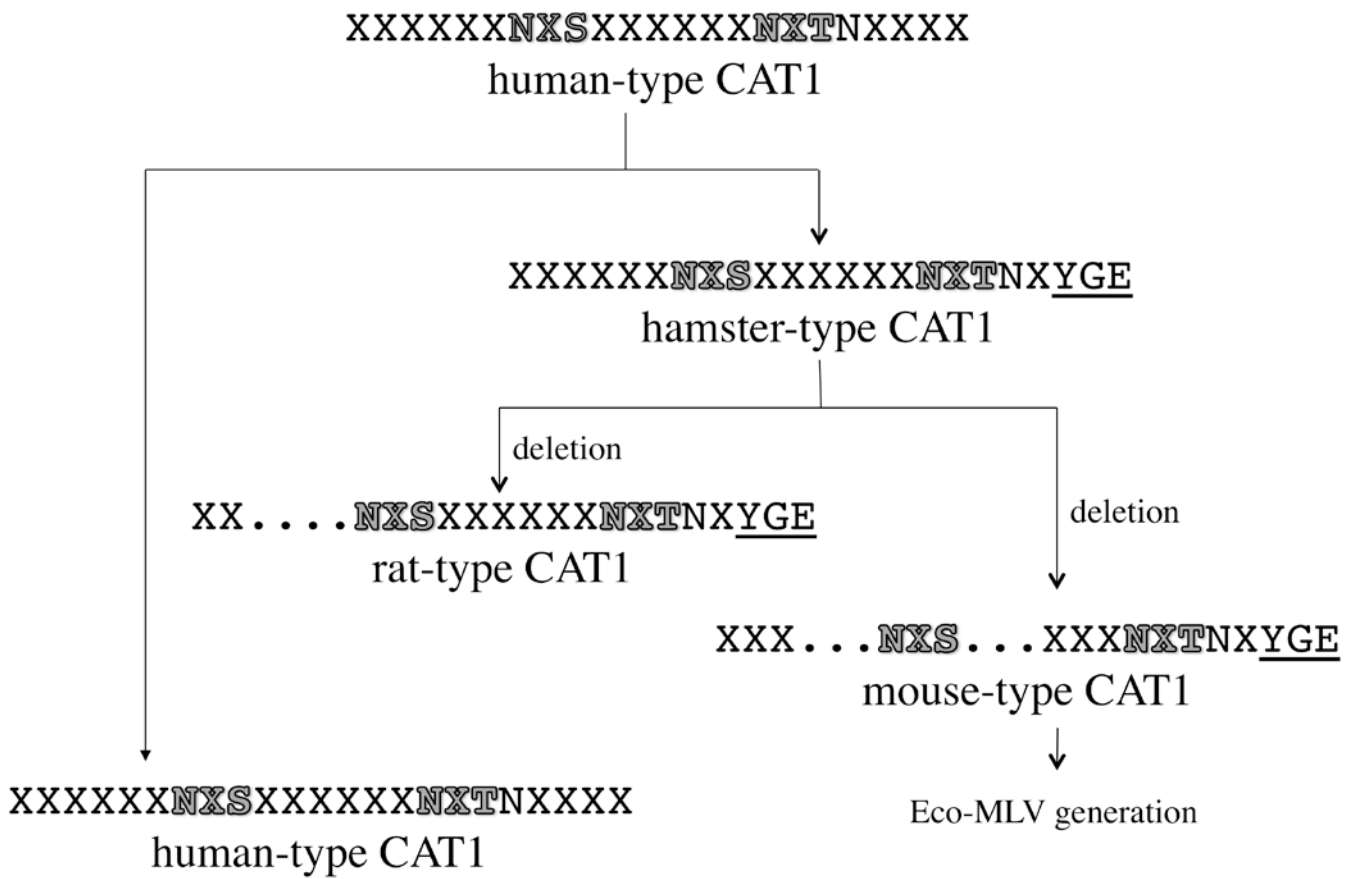 XXXXXXNXSXXXXXXNXTNXXXX
human-type CAT1
XXXXXXNXSXXXXXXNXTNXYGE
hamster-type CAT1
deletion
XX....NXSXXXXXXNXTNXYGE
rat-type CAT1
deletion
XXX...NXS...XXXNXTNXYGE
mouse-type CAT1
Eco-MLV generation
XXXXXXNXSXXXXXXNXTNXXXX
human-type CAT1